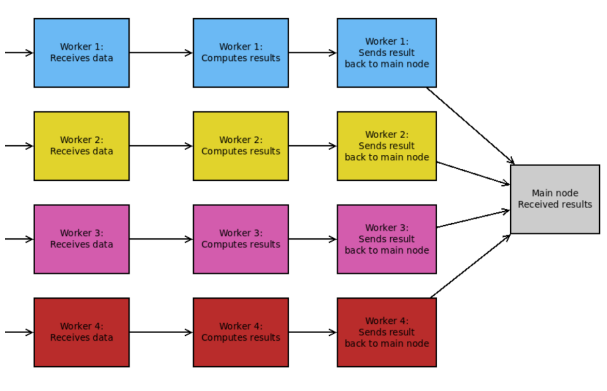 Worker 1:
Receives data
Worker 1:
Computes results
Worker 1:
Sends result
back to main node
Worker 2:
Receives data
Worker 2:
Computes results
Worker 2:
Sends result
back to main node
Main node
Received results
Worker 3:
Receives data
Worker 3:
Computes results
Worker 3:
Sends result
back to main node
Worker 4:
Receives data
Worker 4:
Computes results
Worker 4:
Sends result
back to main node